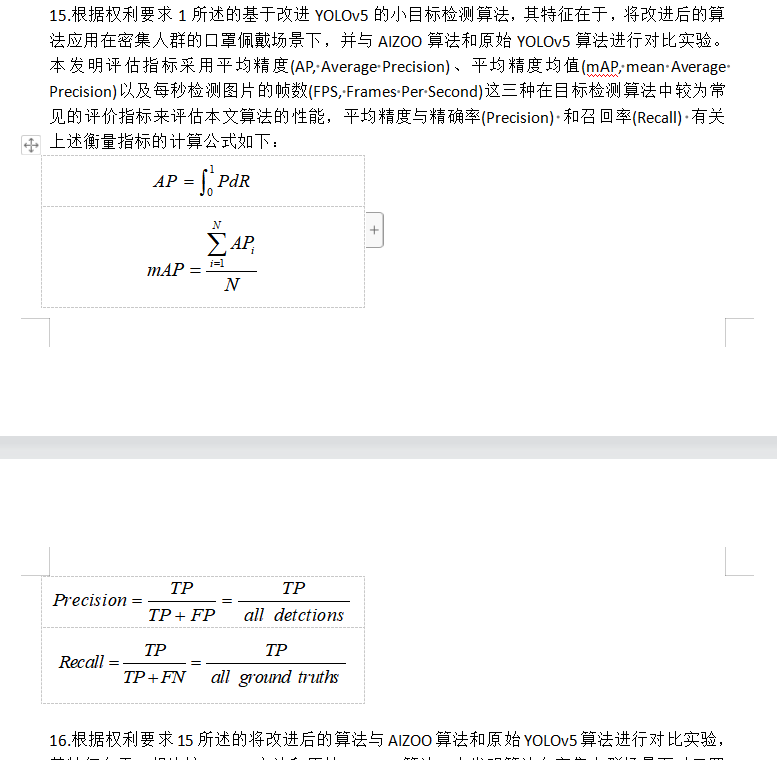 15.根据权利要求 1 所述的基于改进 YOLOv5 的小目标检测算法，其特征在于，将改进后的算
法应用在密集人群的口罩佩戴场景下，并与 AIZOO 算法和原始 YOLOv5 算法进行对比实验。
本发明评估指标采用平均精度(AP, Average Precision)、平均精度均值(mAP, mean Average
Precision)以及每秒检测图片的帧数(FPS, Frames Per Second)这三种在目标检测算法中较为常
见的评价指标来评估本文算法的性能，平均精度与精确率(Precision) 和召回率(Recall) 有关
上述衡量指标的计算公式如下：
AP = ∫₀¹ PdR
mAP = ∑_{i=1}^{N} AP_i / N
Precision = TP / (TP + FP) = TP / all detctions
Recall = TP / (TP + FN) = TP / all ground truths
16.根据权利要求 15 所述的将改进后的算法与 AIZOO 算法和原始 YOLOv5 算法进行对比实验，